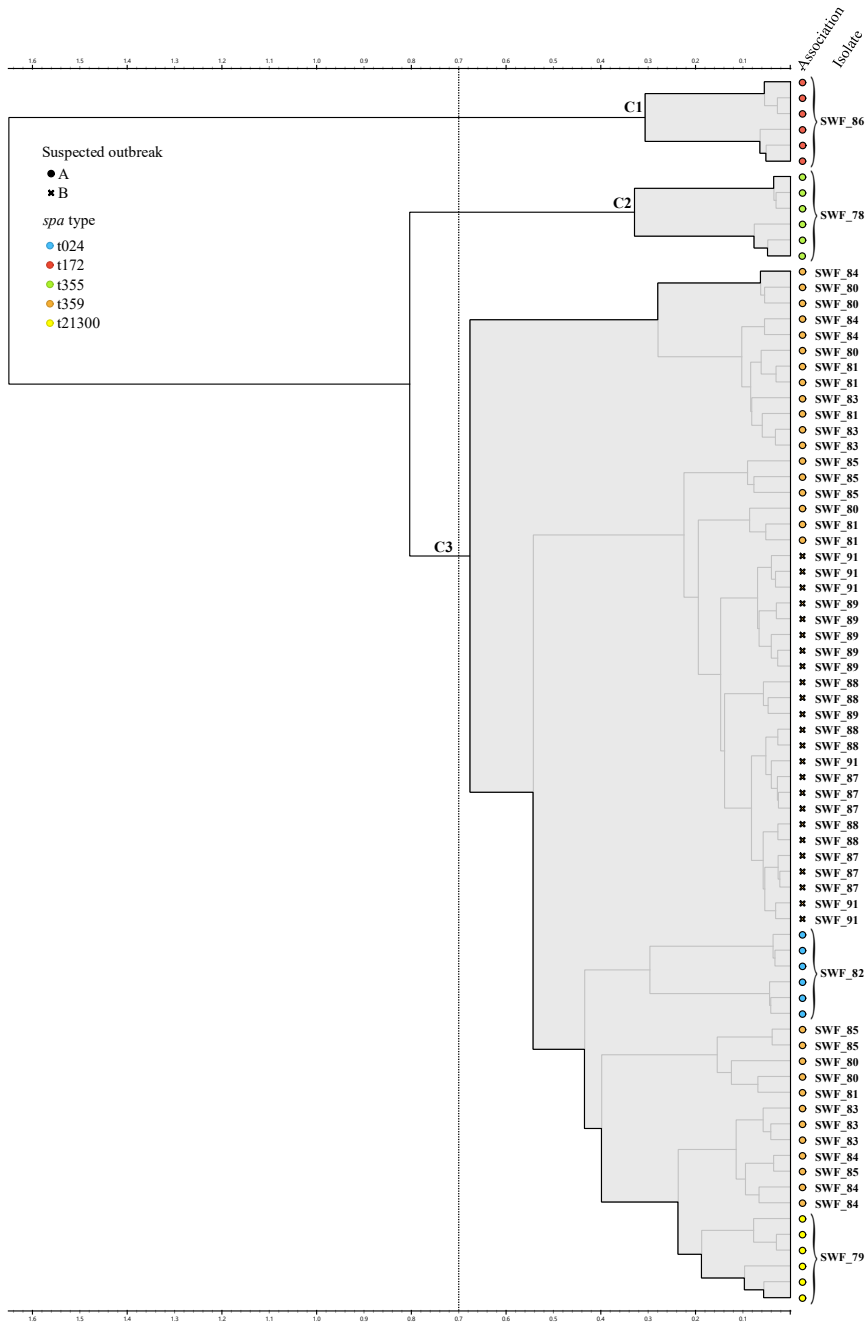 Association
Isolate
1.6 1.5 1.4 1.3 1.2 1.1 1.0 0.9 0.8 0.7 0.6 0.5 0.4 0.3 0.2 0.1
C1
SWF_86
Suspected outbreak
A
B
spa type
t024
t172
t355
t359
t21300
C2
SWF_78
SWF_84
SWF_80
SWF_80
SWF_84
SWF_84
SWF_80
SWF_81
SWF_81
SWF_83
SWF_81
SWF_83
SWF_83
SWF_85
SWF_85
SWF_85
SWF_80
SWF_81
SWF_81
C3
SWF_91
SWF_91
SWF_91
SWF_89
SWF_89
SWF_89
SWF_89
SWF_89
SWF_88
SWF_88
SWF_89
SWF_88
SWF_88
SWF_91
SWF_87
SWF_87
SWF_87
SWF_88
SWF_88
SWF_87
SWF_87
SWF_87
SWF_91
SWF_91
SWF_82
SWF_85
SWF_85
SWF_80
SWF_80
SWF_81
SWF_83
SWF_83
SWF_83
SWF_84
SWF_85
SWF_84
SWF_84
SWF_79
1.6 1.5 1.4 1.3 1.2 1.1 1.0 0.9 0.8 0.7 0.6 0.5 0.4 0.3 0.2 0.1